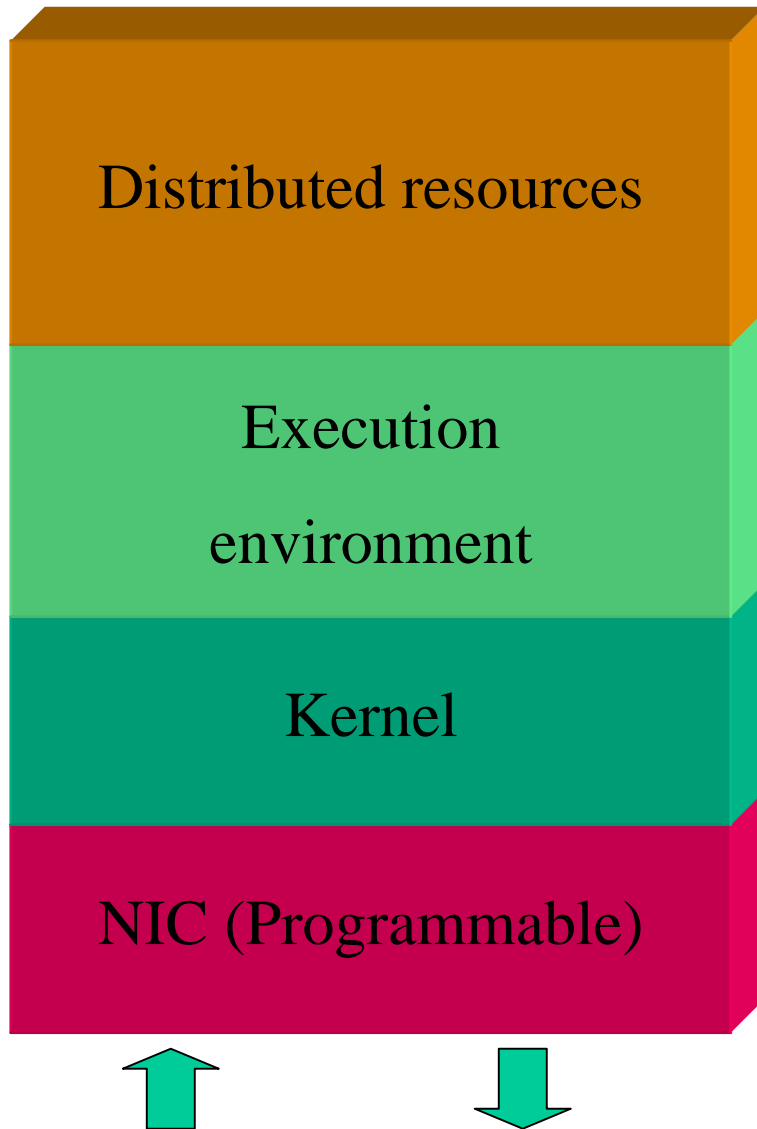 Distributed resources
Execution
environment
Kernel
NIC (Programmable)